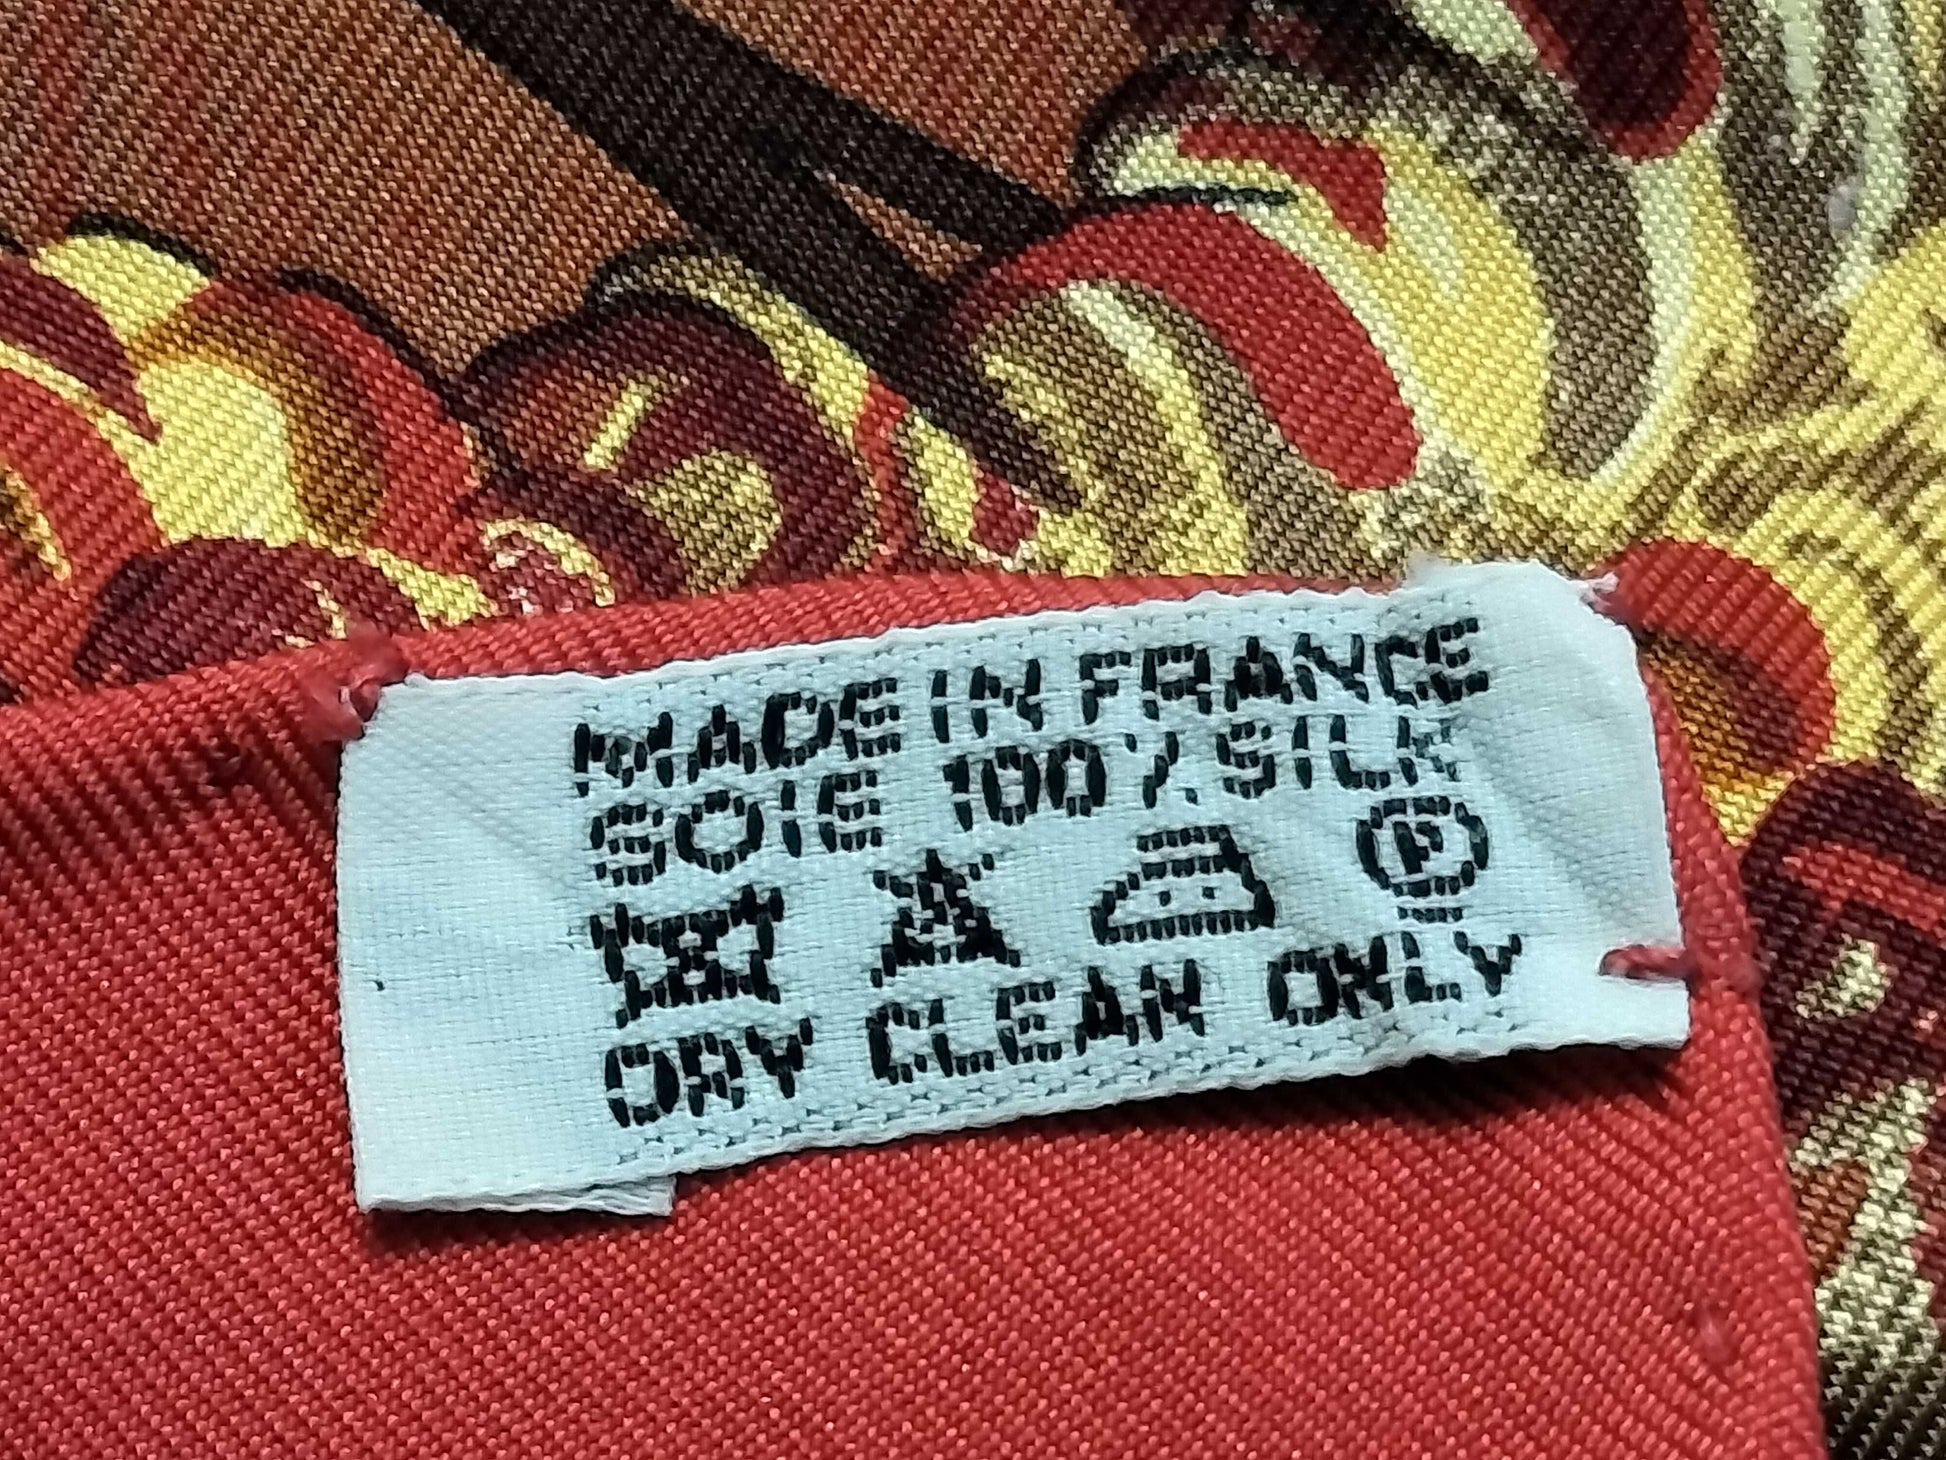 MADE IN FRANCE
SOIE 100% SILK
P
DRY CLEAN ONLY